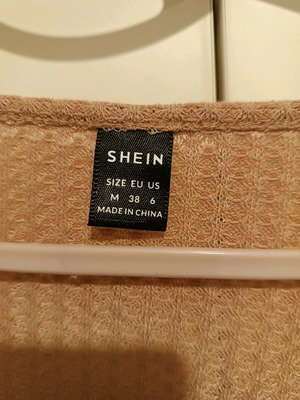 SHEIN
SIZE EU US
M 38 6
MADE IN CHINA